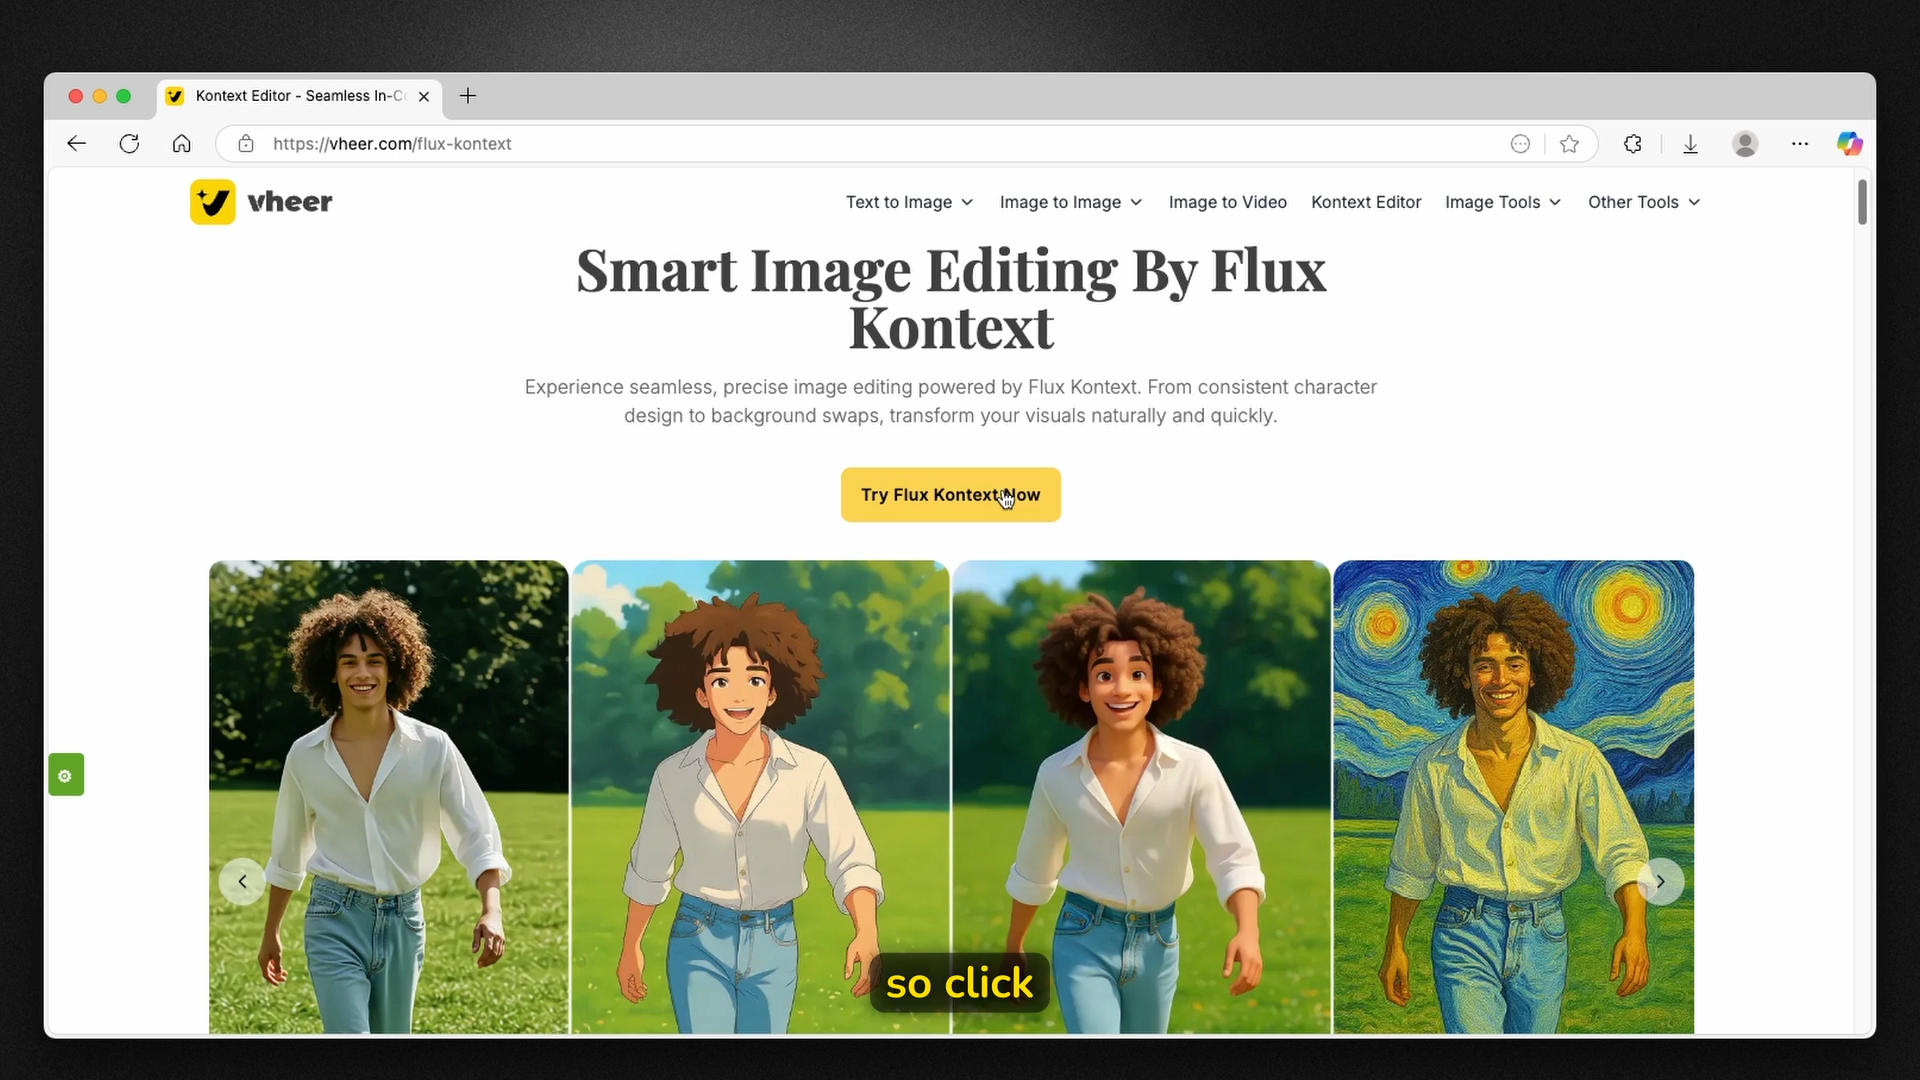 Kontext Editor - Seamless In-C
https://vheer.com/flux-kontext
vheer
Text to Image
Image to Image
Image to Video
Kontext Editor
Image Tools
Other Tools
Smart Image Editing By Flux
Kontext
Experience seamless, precise image editing powered by Flux Kontext. From consistent character
design to background swaps, transform your visuals naturally and quickly.
Try Flux Kontext Now
so click